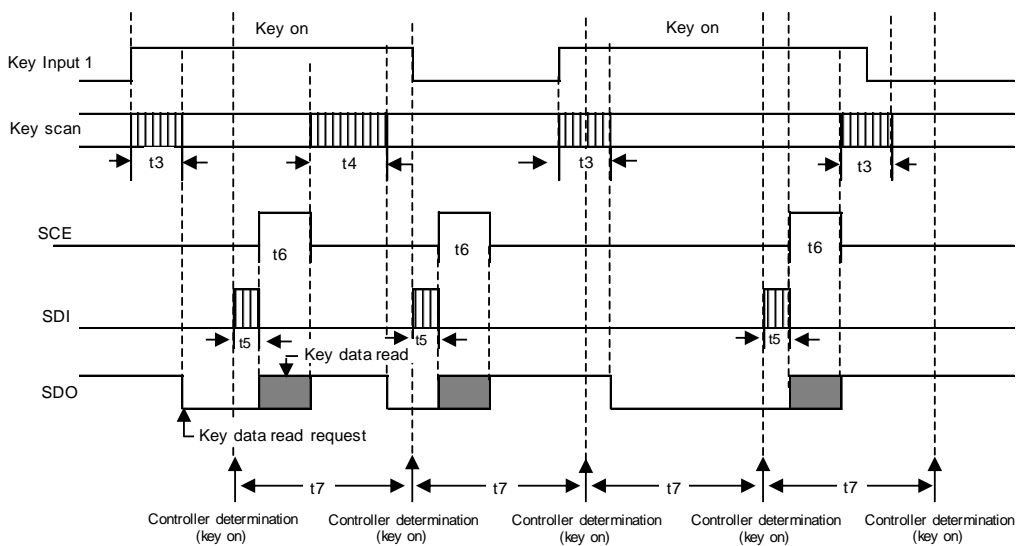 Key on
Key on
Key Input 1
Key scan
t3
t4
t3
t3
SCE
t6
t6
t6
SDI
t5
t5
t5
Key data read
SDO
Key data read request
t7
t7
t7
t7
Controller determination
(key on)
Controller determination
(key on)
Controller determination
(key on)
Controller determination
(key on)
Controller determination
(key on)